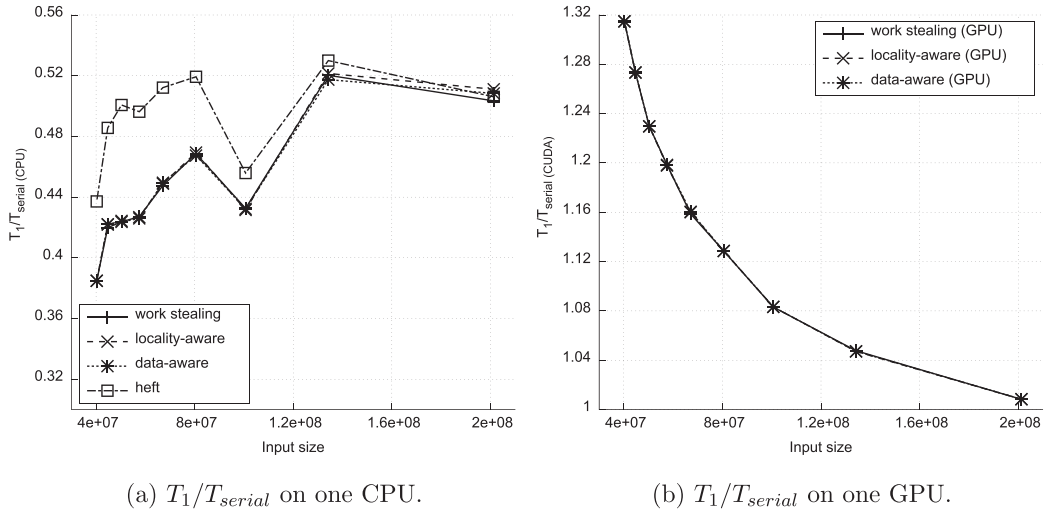 0.56
0.52
0.48
0.44
0.4
0.36
0.32
T1/Tserial (CPU)
work stealing
locality-aware
data-aware
heft
4e+07 8e+07 1.2e+08 1.6e+08 2e+08
Input size
(a) T1/Tserial on one CPU.
1.32
1.28
1.24
1.2
1.16
1.12
1.08
1.04
1
T1/Tserial (CUDA)
work stealing (GPU)
locality-aware (GPU)
data-aware (GPU)
4e+07 8e+07 1.2e+08 1.6e+08 2e+08
Input size
(b) T1/Tserial on one GPU.